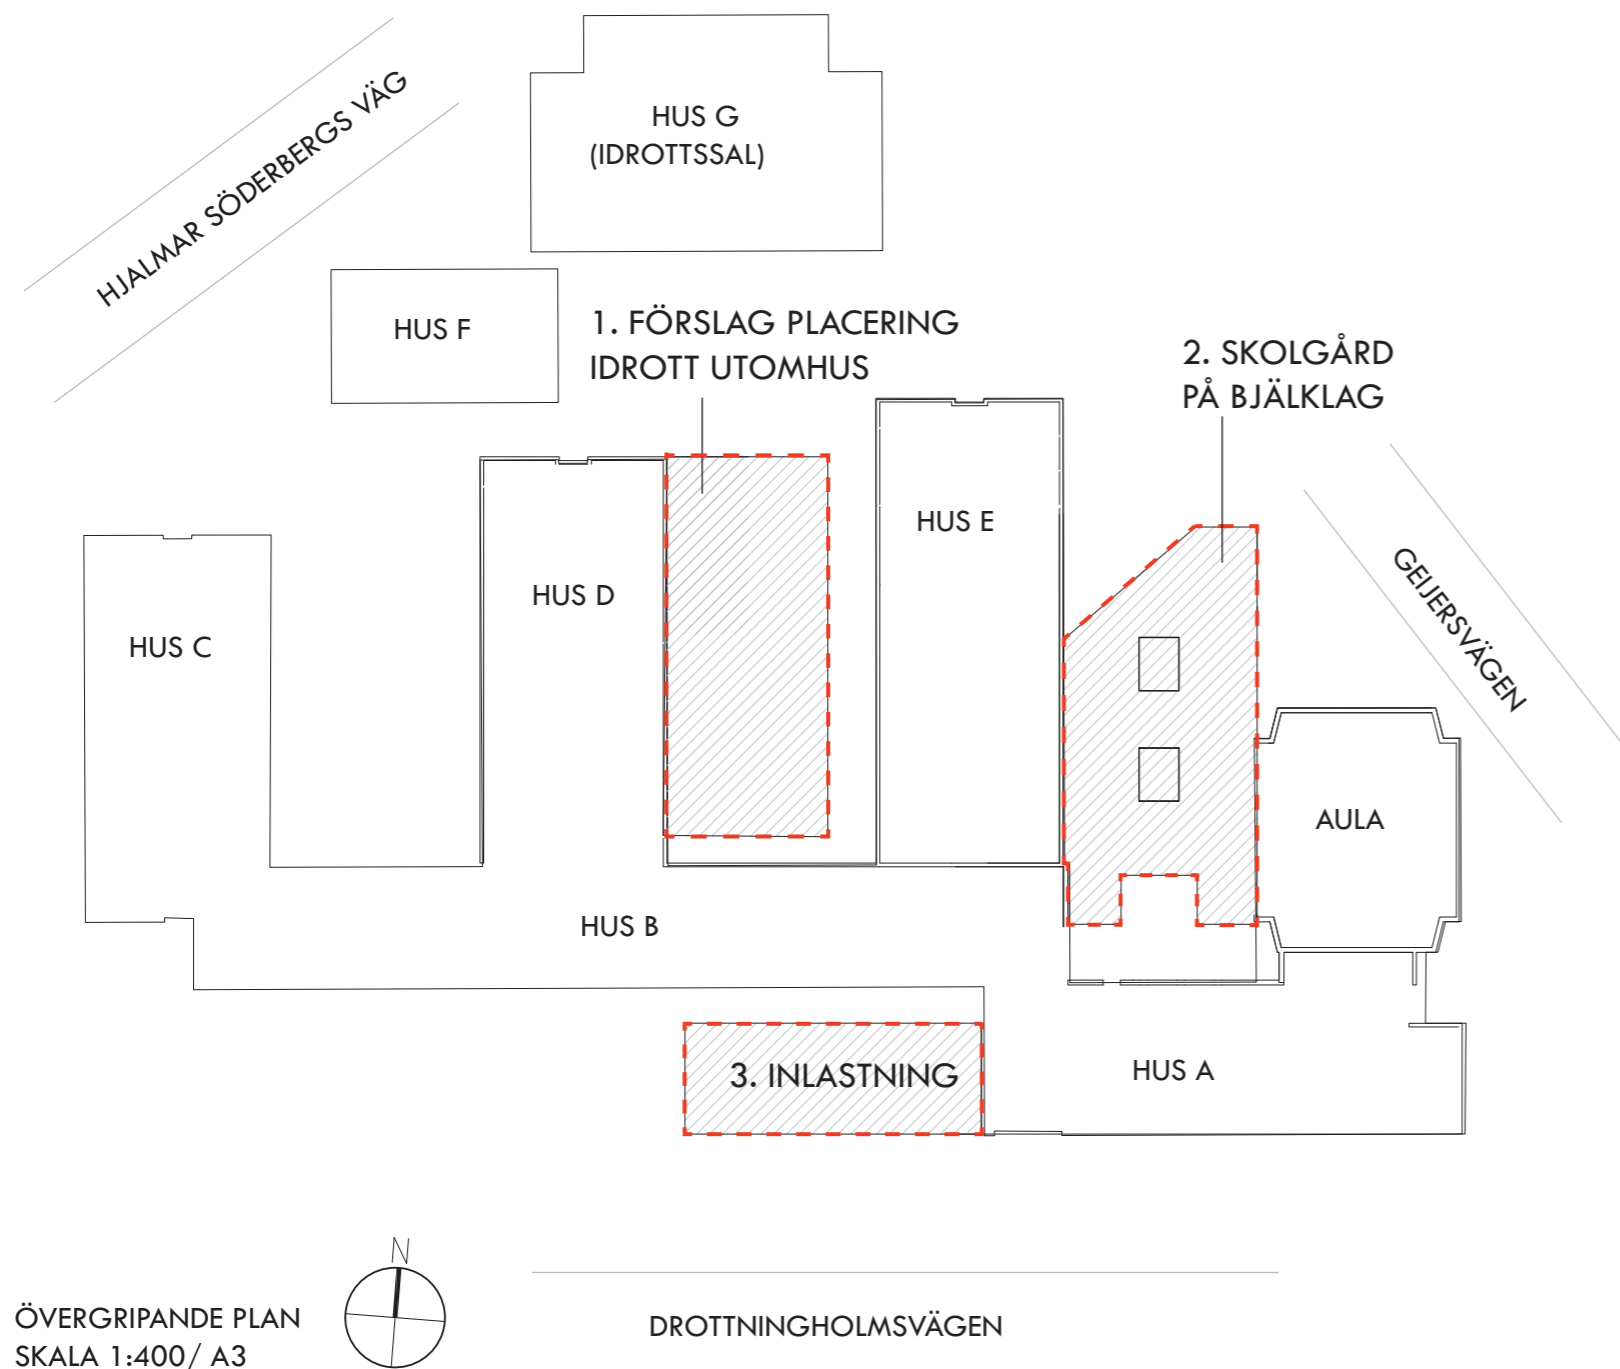 HUS G
(IDROTTSSAL)
HJALMAR SÖDERBERGS VÄG
HUS F
1. FÖRSLAG PLACERING
IDROTT UTOMHUS
2. SKOLGÅRD
PÅ BJÄLKLAG
HUS E
GEIJERSVÄGEN
HUS D
HUS C
AULA
HUS B
3. INLASTNING
HUS A
N
ÖVERGRIPANDE PLAN
SKALA 1:400/ A3
DROTTNINGHOLMSVÄGEN